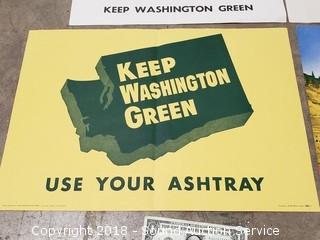 KEEP WASHINGTON GREEN
KEEP
WASHINGTON
GREEN
USE YOUR ASHTRAY
Copyright 2018 - Sound Auction Service